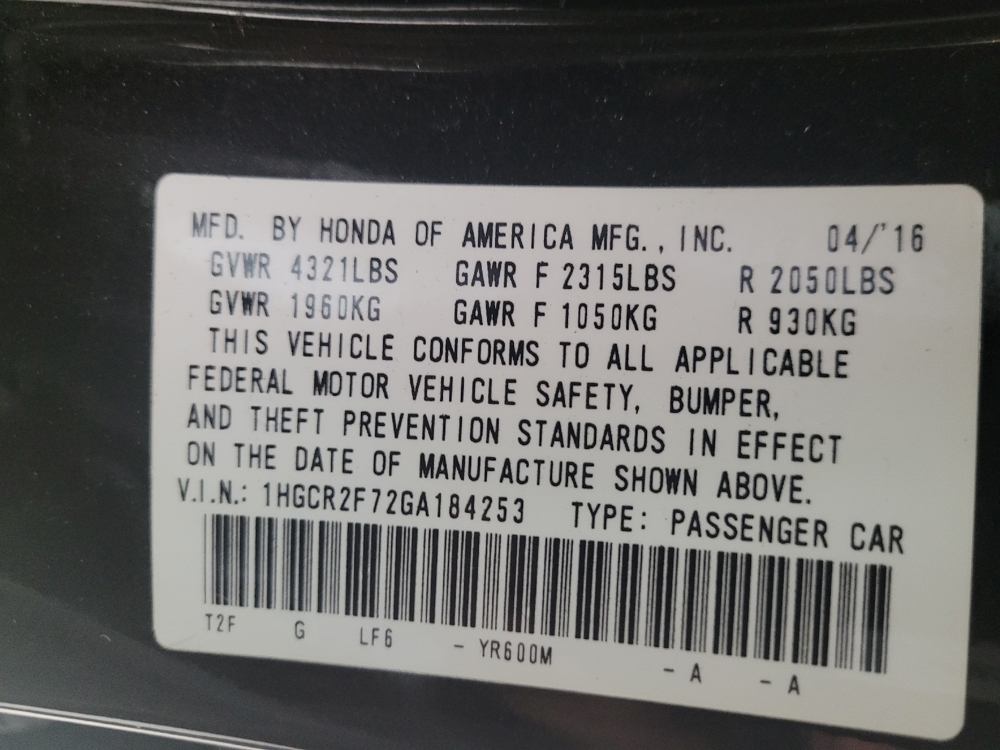 MFD. BY HONDA OF AMERICA MFG., INC. 04/'16
GVWR 4321LBS GAWR F 2315LBS R 2050LBS
GVWR 1960KG GAWR F 1050KG R 930KG
THIS VEHICLE CONFORMS TO ALL APPLICABLE
FEDERAL MOTOR VEHICLE SAFETY, BUMPER,
AND THEFT PREVENTION STANDARDS IN EFFECT
ON THE DATE OF MANUFACTURE SHOWN ABOVE.
V.I.N.: 1HGCR2F72GA184253 TYPE: PASSENGER CAR
T2F G LF6 - YR600M - A - A